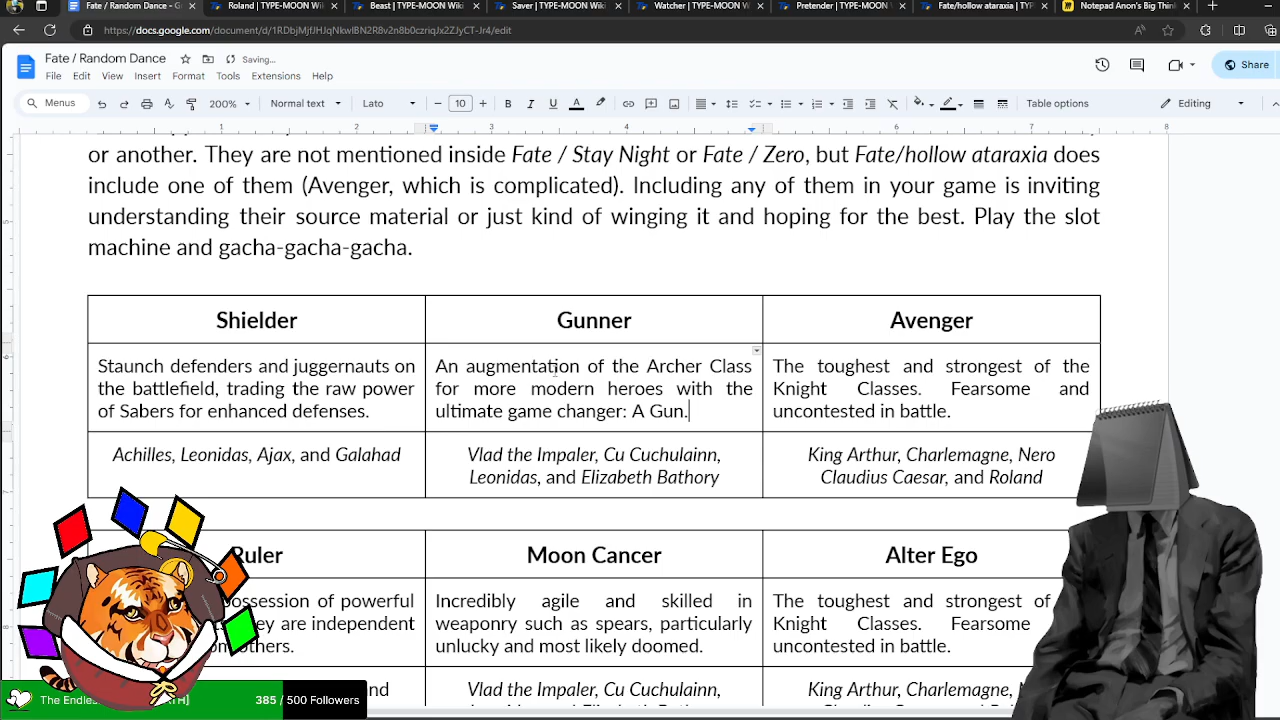 Fate / Random Dance - G
Roland | TYPE-MOON Wi
Beast | TYPE-MOON Wiki
Saver | TYPE-MOON Wiki
Watcher | TYPE-MOON W
Pretender | TYPE-MOON
Fate/hollow ataraxia | TYP
Notepad Anon's Big Think
https://docs.google.com/document/d/1RDbjMjfJHJqNkwIBN2R8v2n8b0czriqJx2ZJyCT-Jr4/edit
Fate / Random Dance
Saving...
File Edit View Insert Format Tools Extensions Help
Share
Menus
200%
Normal text
Lato
10
Table options
Editing
1 2 3 4 6 7 8
or another. They are not mentioned inside Fate / Stay Night or Fate / Zero, but Fate/hollow ataraxia does
include one of them (Avenger, which is complicated). Including any of them in your game is inviting
understanding their source material or just kind of winging it and hoping for the best. Play the slot
machine and gacha-gacha-gacha.
Shielder
Gunner
Avenger
Staunch defenders and juggernauts on
the battlefield, trading the raw power
of Sabers for enhanced defenses.
An augmentation of the Archer Class
for more modern heroes with the
ultimate game changer: A Gun.
The toughest and strongest of the
Knight Classes. Fearsome and
uncontested in battle.
Achilles, Leonidas, Ajax, and Galahad
Vlad the Impaler, Cu Cuchulainn,
Leonidas, and Elizabeth Bathory
King Arthur, Charlemagne, Nero
Claudius Caesar, and Roland
Ruler
Moon Cancer
Alter Ego
possession of powerful
they are independent
others.
Incredibly agile and skilled in
weaponry such as spears, particularly
unlucky and most likely doomed.
The toughest and strongest of
Knight Classes. Fearsome
uncontested in battle.
and
Vlad the Impaler, Cu Cuchulainn,
King Arthur, Charlemagne,
The Endles
385 / 500 Followers